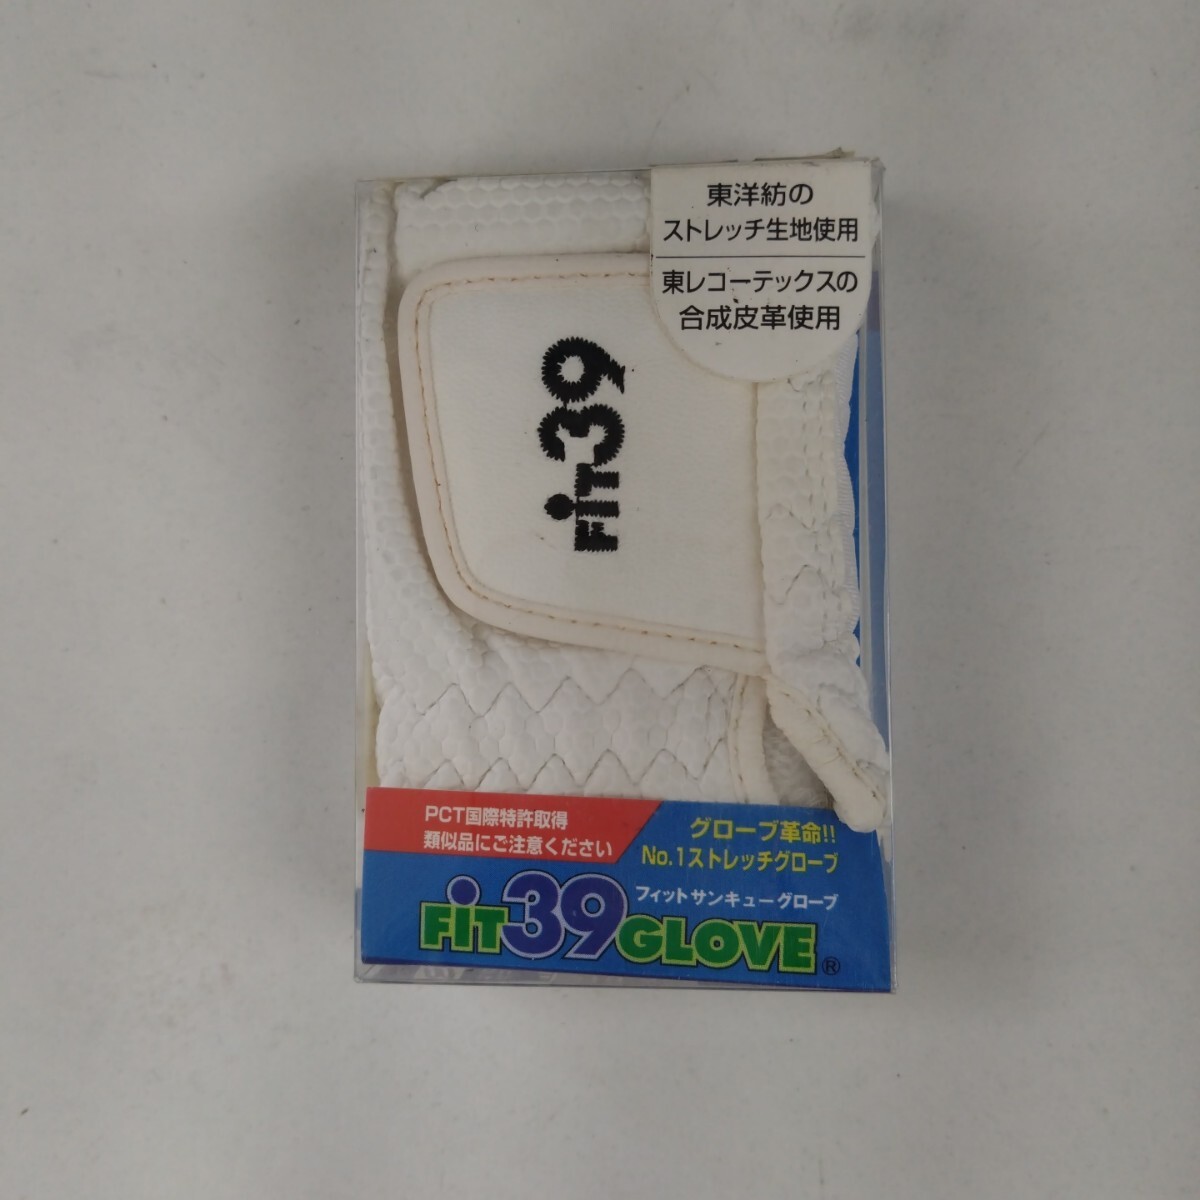 東洋紡の
ストレッチ生地使用
東レコーテックスの
合成皮革使用
FiT39
PCT国際特許取得
類似品にご注意ください
グローブ革命!!
No.1ストレッチグローブ
フィットサンキューグローブ
FiT39GLOVE®